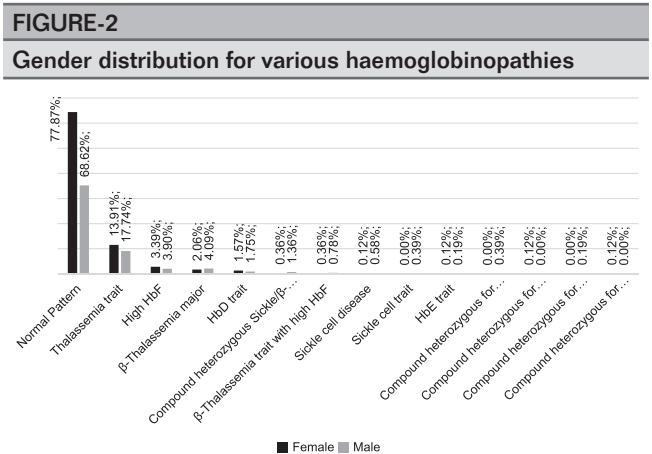 FIGURE-2
Gender distribution for various haemoglobinopathies
77.87%;
68.62%;
13.91%;
17.74%;
3.39%;
3.90%;
2.06%;
4.09%;
1.57%;
1.75%;
0.36%;
1.36%;
0.36%;
0.78%;
0.12%;
0.58%;
0.00%;
0.39%;
0.12%;
0.19%;
0.00%;
0.39%;
0.12%;
0.00%;
0.00%;
0.19%;
0.12%;
0.00%;
Normal Pattern
Thalassemia trait
High HbF
β-Thalassemia major
HbD trait
Compound heterozygous Sickle/β-...
β-Thalassemia trait with high HbF
Sickle cell disease
Sickle cell trait
HbE trait
Compound heterozygous for...
Compound heterozygous for...
Compound heterozygous for...
Compound heterozygous for...
Female Male